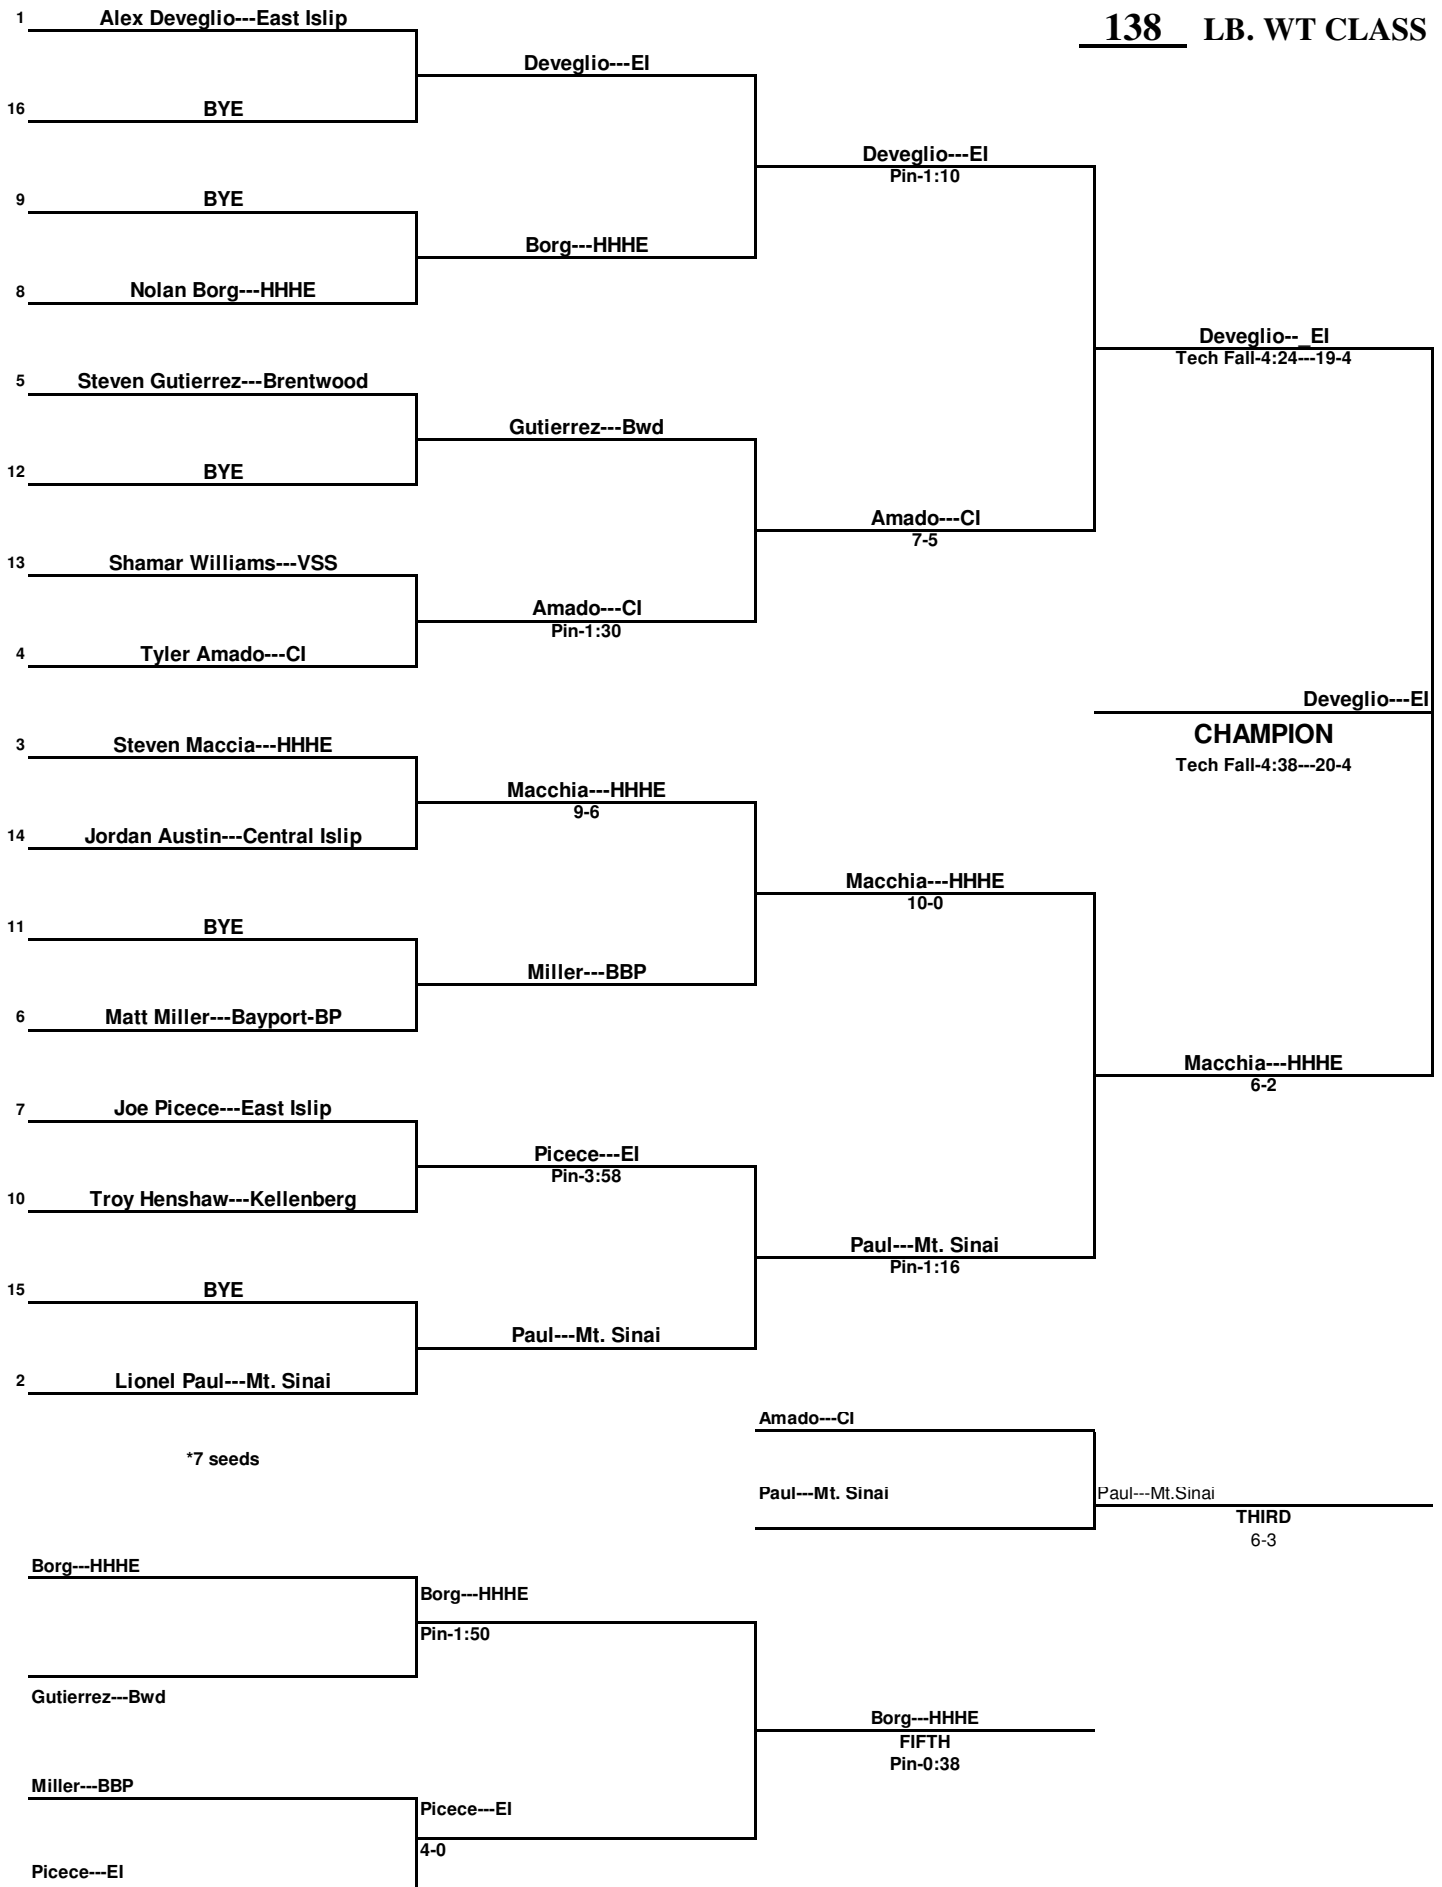 138 LB. WT CLASS
1 Alex Deveglio---East Islip
Deveglio---EI
16 BYE
Deveglio---EI
Pin-1:10
9 BYE
Borg---HHHE
8 Nolan Borg---HHHE
Deveglio--_EI
Tech Fall-4:24---19-4
5 Steven Gutierrez---Brentwood
Gutierrez---Bwd
12 BYE
Amado---CI
7-5
13 Shamar Williams---VSS
Amado---CI
Pin-1:30
4 Tyler Amado---CI
Deveglio---EI
CHAMPION
Tech Fall-4:38---20-4
3 Steven Maccia---HHHE
Macchia---HHHE
9-6
14 Jordan Austin---Central Islip
Macchia---HHHE
10-0
11 BYE
Miller---BBP
6 Matt Miller---Bayport-BP
Macchia---HHHE
6-2
7 Joe Picece---East Islip
Picece---EI
Pin-3:58
10 Troy Henshaw---Kellenberg
Paul---Mt. Sinai
Pin-1:16
15 BYE
Paul---Mt. Sinai
2 Lionel Paul---Mt. Sinai
Amado---CI
*7 seeds
Paul---Mt. Sinai
Paul---Mt.Sinai
THIRD
6-3
Borg---HHHE
Borg---HHHE
Pin-1:50
Gutierrez---Bwd
Borg---HHHE
FIFTH
Pin-0:38
Miller---BBP
Picece---EI
4-0
Picece---EI